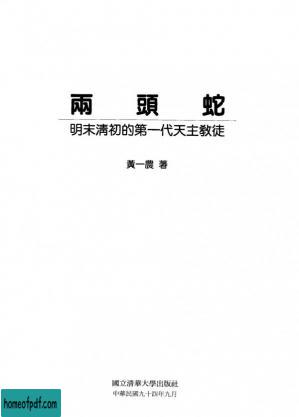 兩頭蛇
明末清初的第一代天主教徒
黃一農 著
國立清華大學出版社
中華民國九十四年九月
homeofpdf.com
homeofpdf.com